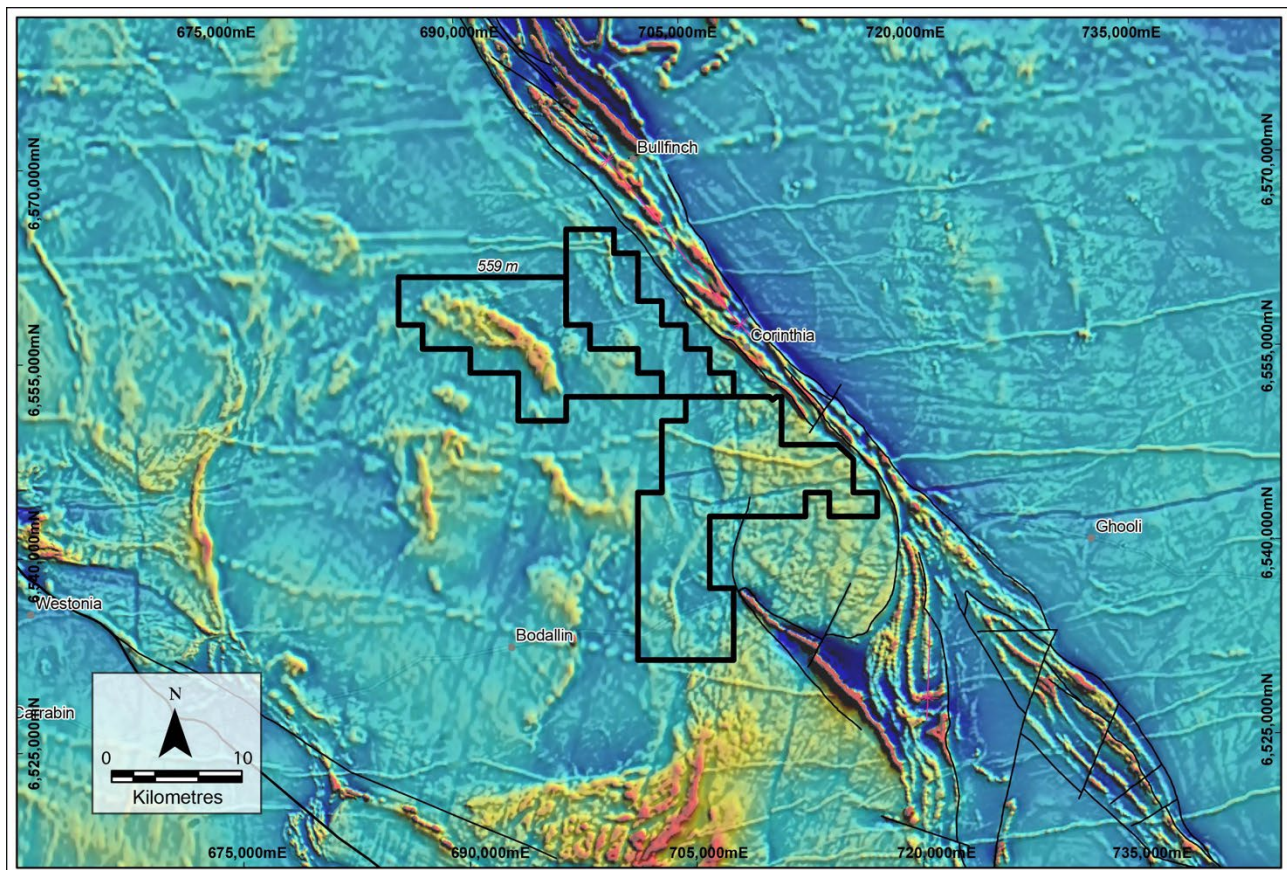 675,000mE
690,000mE
705,000mE
720,000mE
735,000mE
6,570,000mN
6,570,000mN
Bullfinch
559 m
Corinthia
6,555,000mN
6,555,000mN
Ghooli
6,540,000mN
6,540,000mN
Westonia
Bodallin
Carrabin
N
0 10
Kilometres
6,525,000mN
6,525,000mN
675,000mE
690,000mE
705,000mE
720,000mE
735,000mE